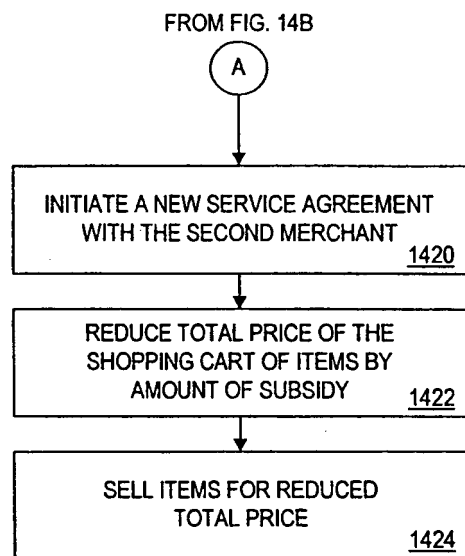 FROM FIG. 14B
A
INITIATE A NEW SERVICE AGREEMENT
WITH THE SECOND MERCHANT
1420
REDUCE TOTAL PRICE OF THE
SHOPPING CART OF ITEMS BY
AMOUNT OF SUBSIDY
1422
SELL ITEMS FOR REDUCED
TOTAL PRICE
1424